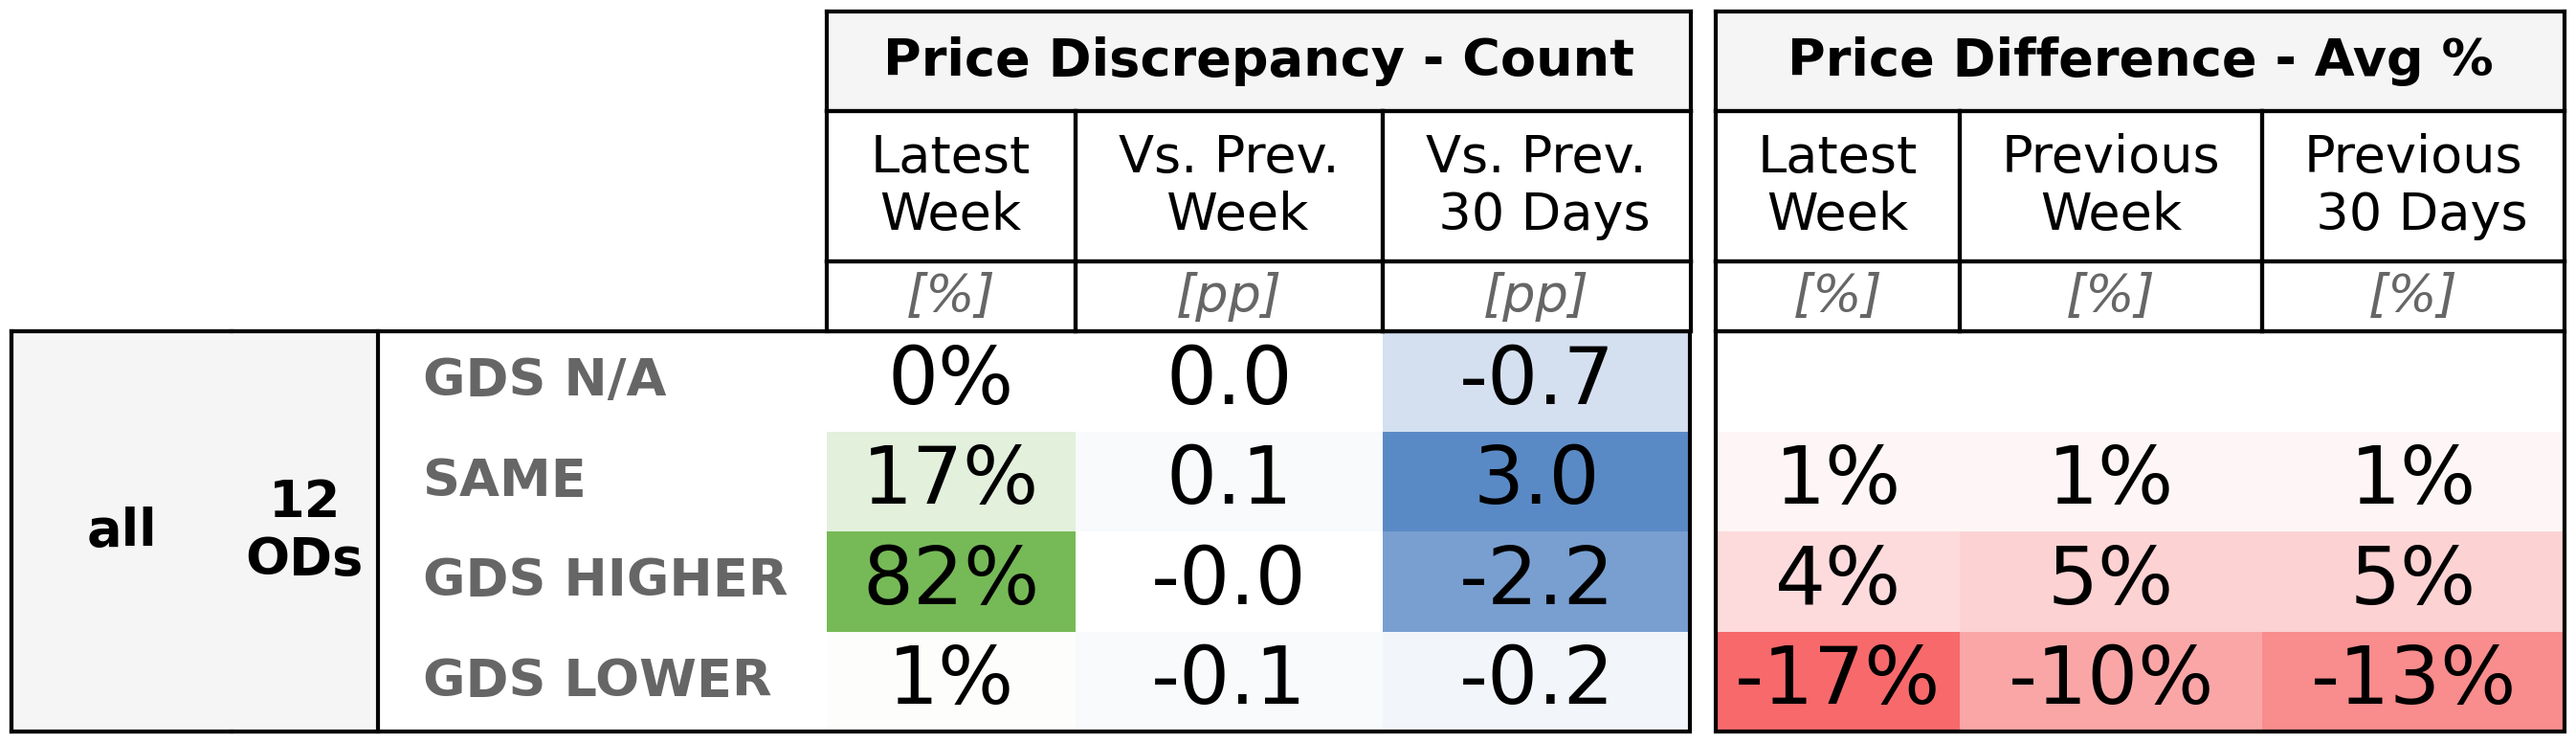 Price Discrepancy - Count Price Difference - Avg %
Latest Week Vs. Prev. Week Vs. Prev. 30 Days Latest Week Previous Week Previous 30 Days
[%] [pp] [pp] [%] [%] [%]
all 12 ODs
GDS N/A 0% 0.0 -0.7
SAME 17% 0.1 3.0 1% 1% 1%
GDS HIGHER 82% -0.0 -2.2 4% 5% 5%
GDS LOWER 1% -0.1 -0.2 -17% -10% -13%